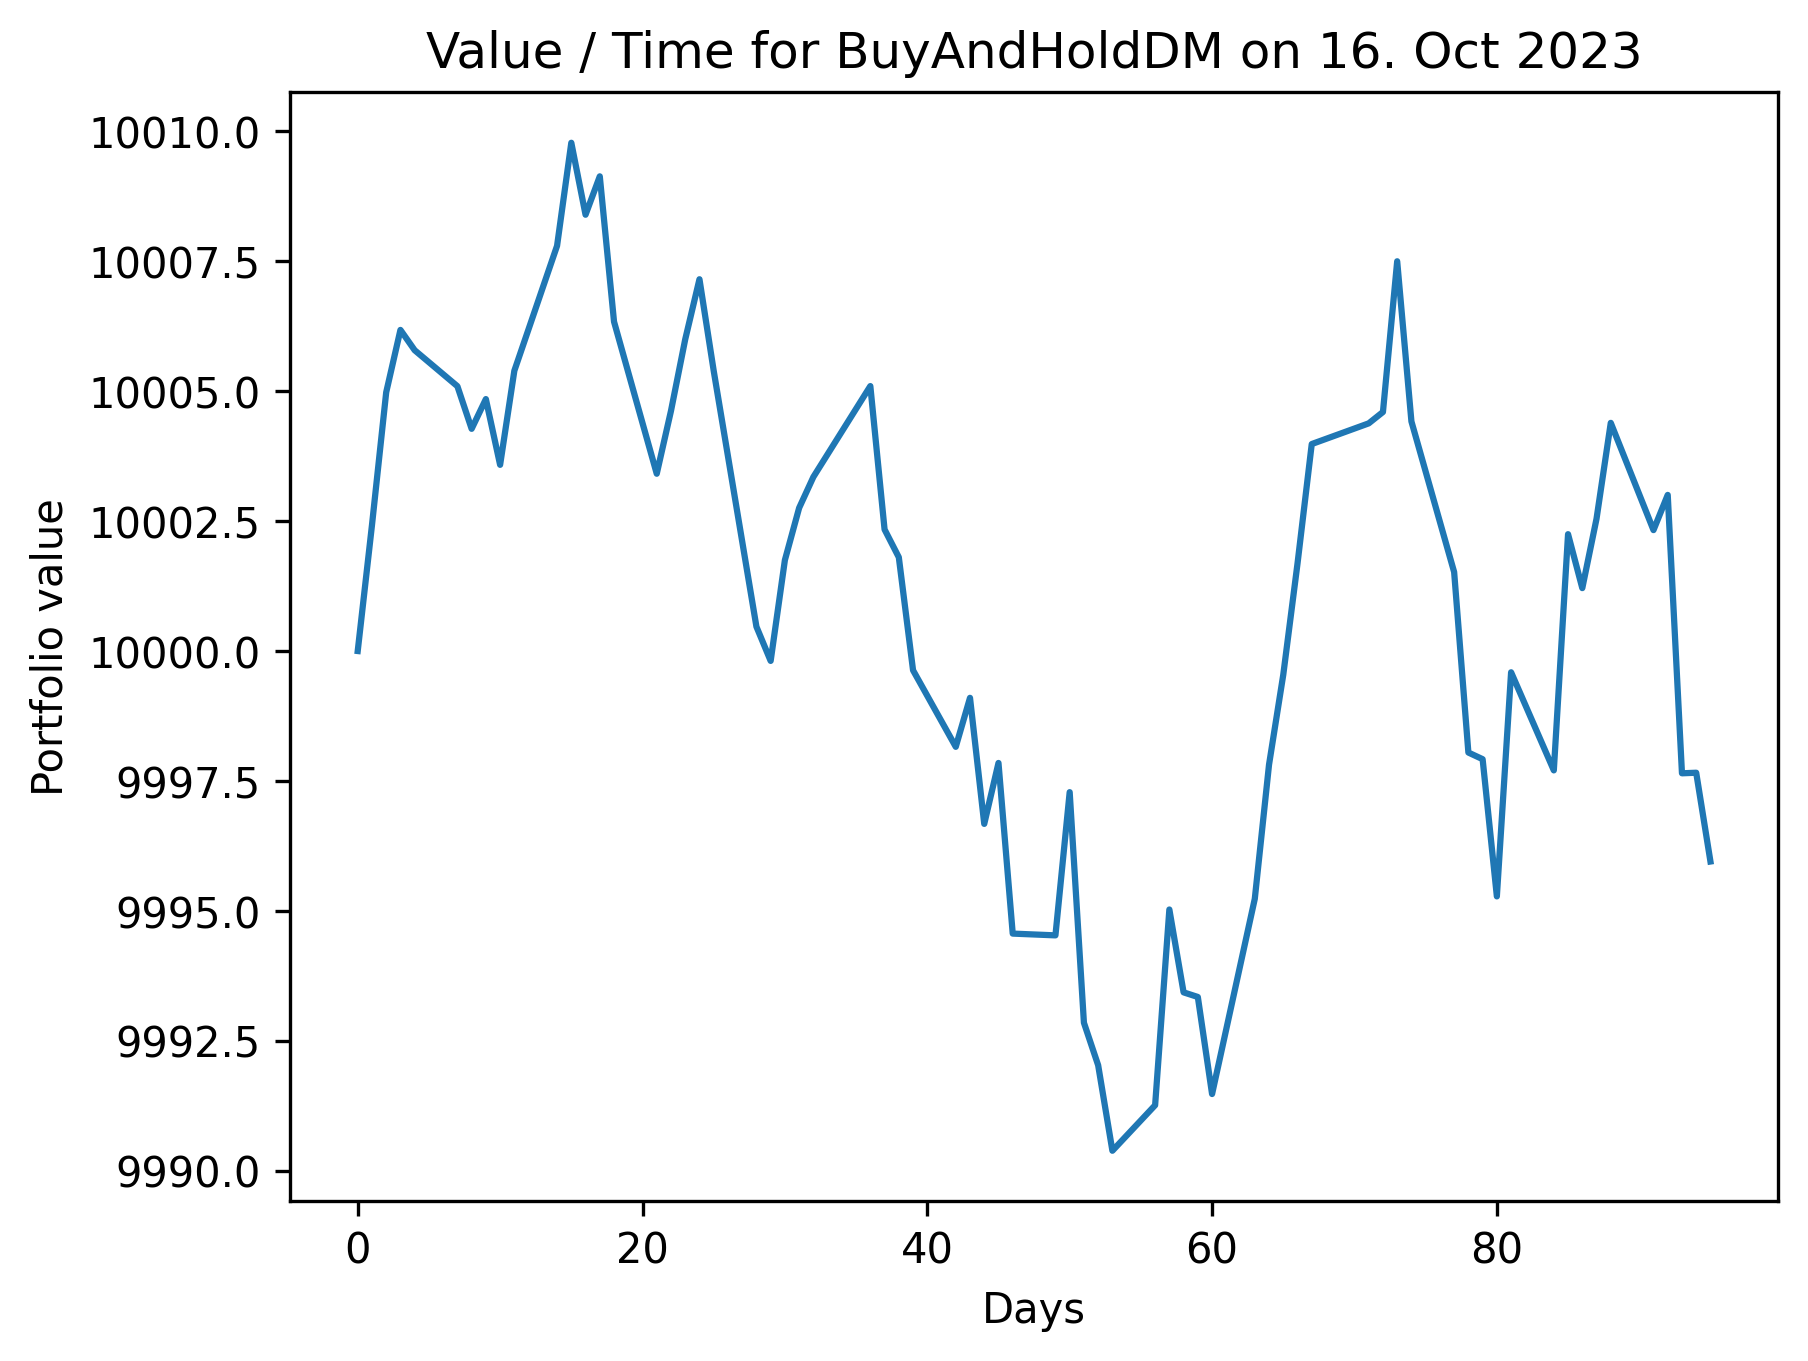 Value / Time for BuyAndHoldDM on 16. Oct 2023
10010.0
10007.5
10005.0
10002.5
10000.0
9997.5
9995.0
9992.5
9990.0
Portfolio value
0 20 40 60 80
Days